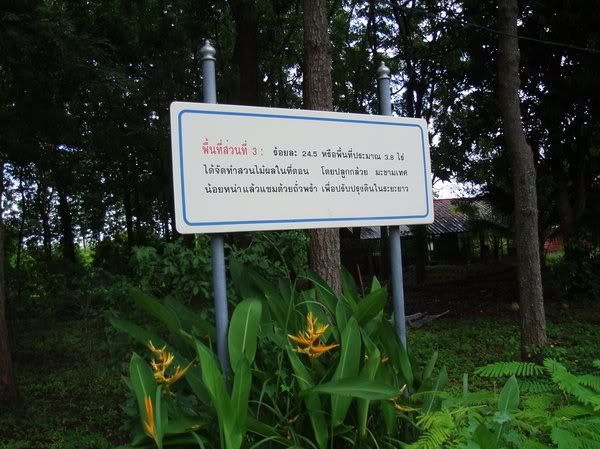 พื้นที่สวนที่ 3 : ร้อยละ 24.5 หรือพื้นที่ประมาณ 3.8 ไร่
ได้จัดทำสวนไม้ผลในที่ดอน โดยปลูกกล้วย มะขามเทศ
น้อยหน่าแล้วแซมด้วยถั่วพร้า เพื่อปรับปรุงดินในระยะยาว